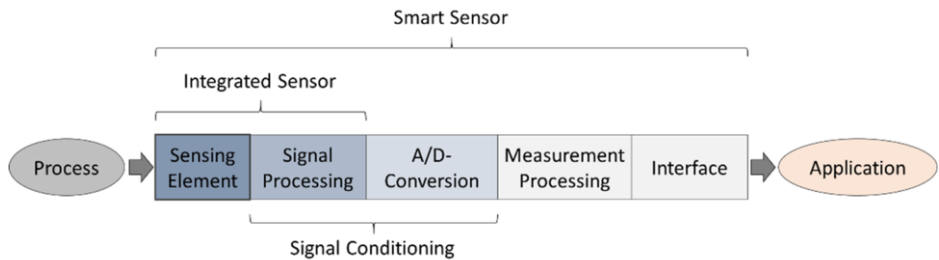 Smart Sensor
Integrated Sensor
Process
Sensing
Element
Signal
Processing
A/D-
Conversion
Measurement
Processing
Interface
Application
Signal Conditioning